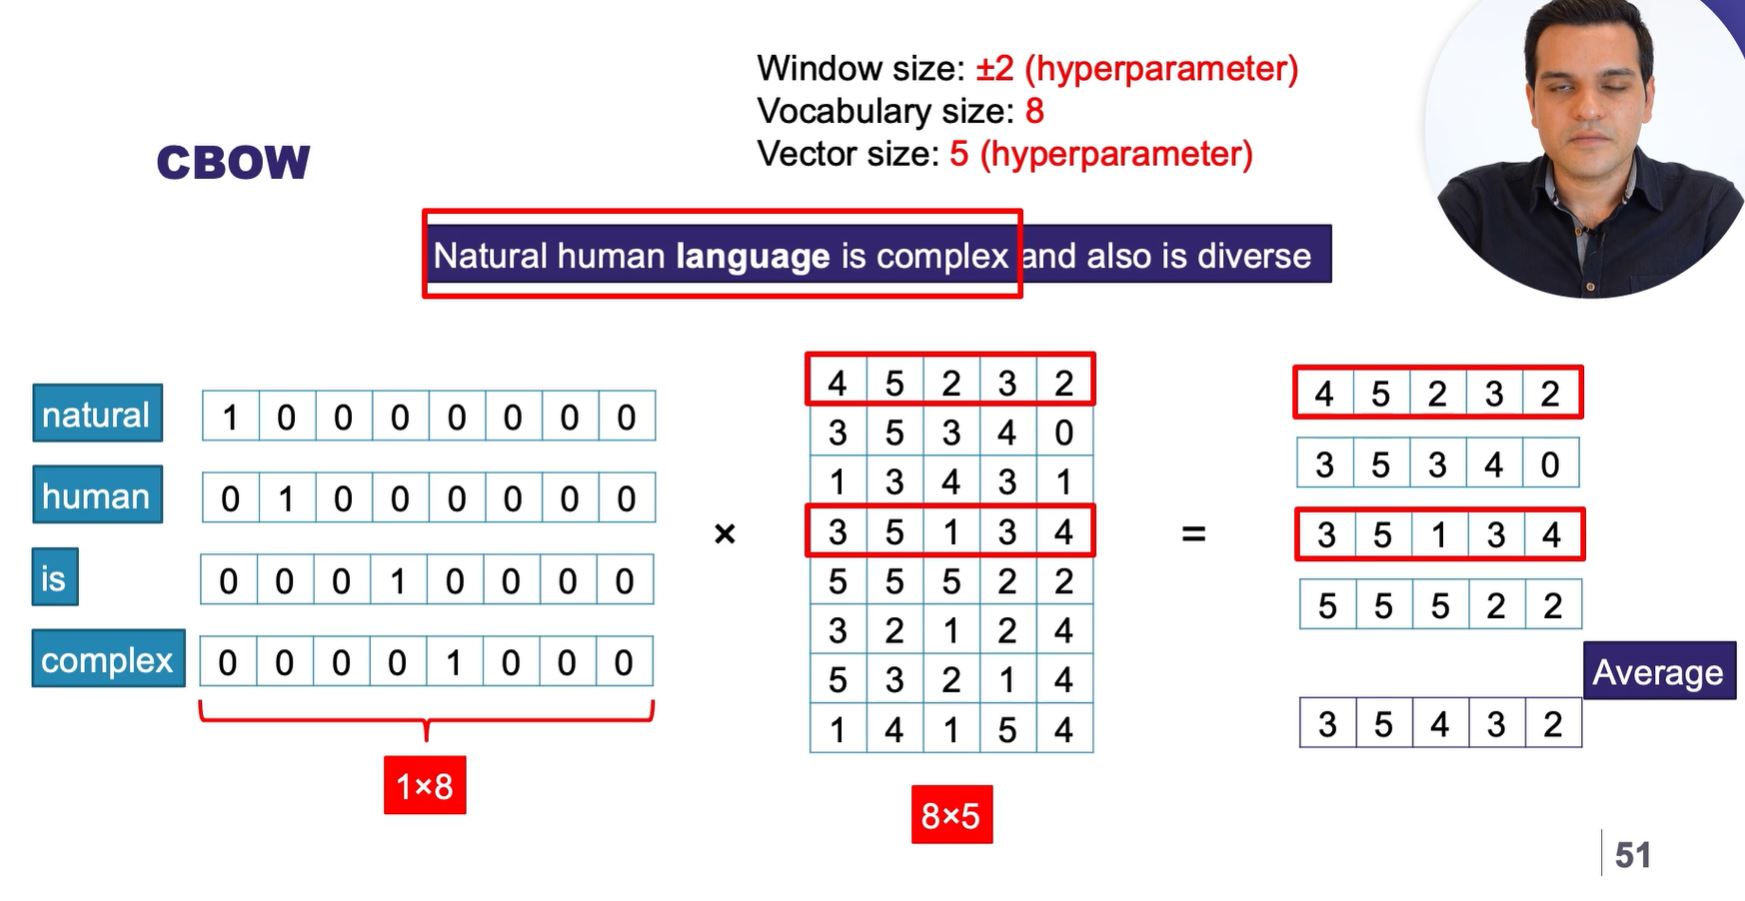 Window size: ±2 (hyperparameter)
Vocabulary size: 8
Vector size: 5 (hyperparameter)
CBOW
Natural human language is complex and also is diverse
natural
1 0 0 0 0 0 0 0
human
0 1 0 0 0 0 0 0
is
0 0 0 1 0 0 0 0
complex
0 0 0 0 1 0 0 0
1×8
×
4 5 2 3 2
3 5 3 4 0
1 3 4 3 1
3 5 1 3 4
5 5 5 2 2
3 2 1 2 4
5 3 2 1 4
1 4 1 5 4
8×5
=
4 5 2 3 2
3 5 3 4 0
3 5 1 3 4
5 5 5 2 2
Average
3 5 4 3 2
51